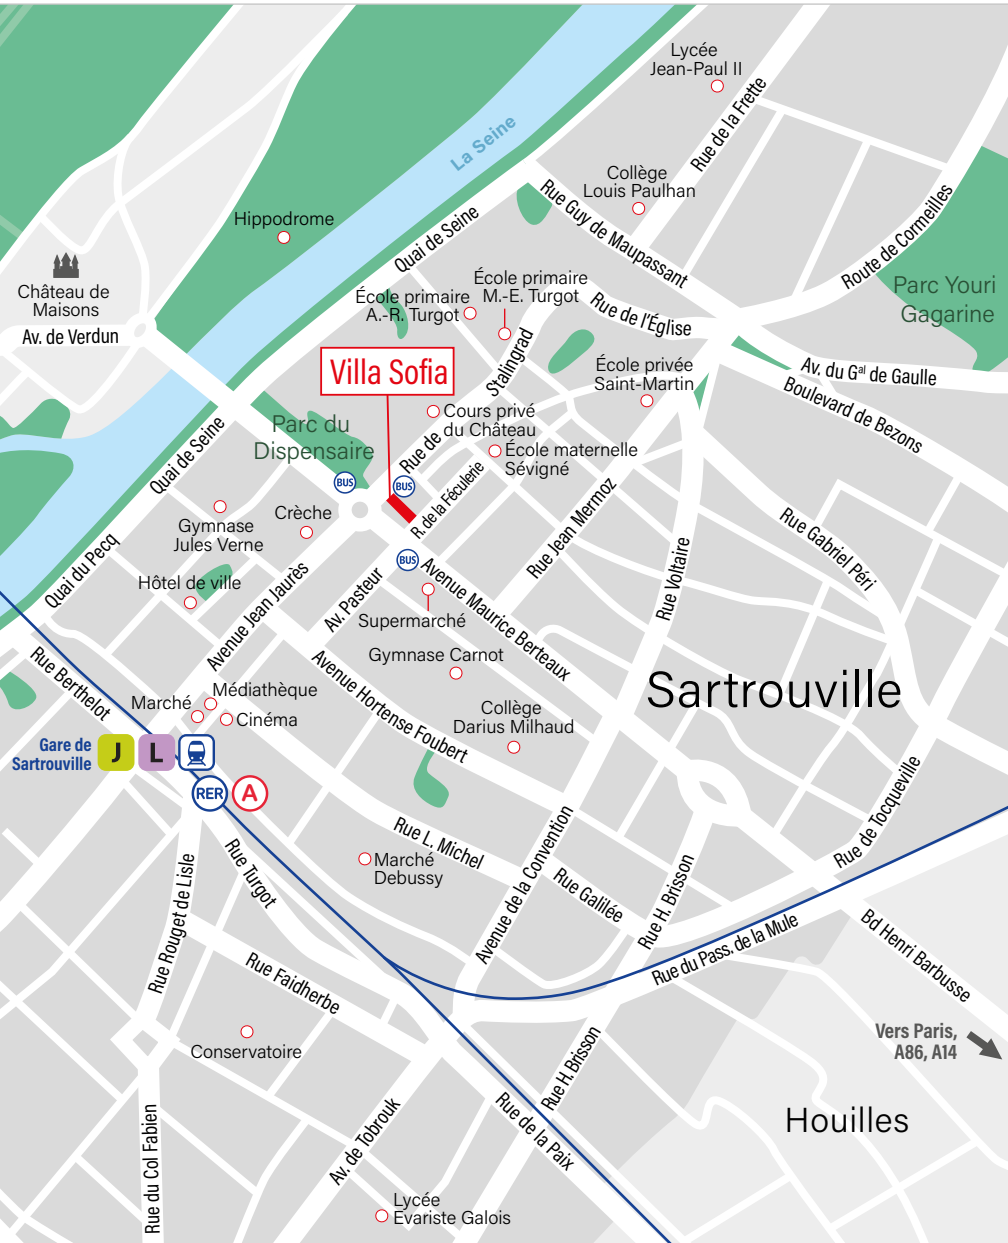 Lycée
Jean-Paul II
Rue de la Frette
La Seine
Collège
Louis Paulhan
Rue Guy de Maupassant
Route de Cormeilles
Hippodrome
Quai de Seine
Château de
Maisons
Av. de Verdun
École primaire
M.-E. Turgot
École primaire
A.-R. Turgot
Rue de l'Église
Parc Youri
Gagarine
Villa Sofia
Rue de Stalingrad
École privée
Saint-Martin
Av. du Gal de Gaulle
Boulevard de Bezons
Parc du
Dispensaire
Cours privé
du Château
École maternelle
Sévigné
Quai de Seine
BUS
BUS
R. de la Féculerie
Rue Jean Mermoz
Rue Gabriel Péri
Gymnase
Jules Verne
Crèche
Quai du Pecq
Hôtel de ville
BUS
Avenue Maurice Berteaux
Rue Voltaire
Avenue Jean Jaurès
Av. Pasteur
Supermarché
Gymnase Carnot
Avenue Hortense Foubert
Rue Berthelot
Sartrouville
Marché
Médiathèque
Cinéma
Collège
Darius Milhaud
Gare de
Sartrouville
J
L
RER
A
Rue de Tocqueville
Rue L. Michel
Marché
Debussy
Rue Turgot
Rue Rouget de Lisle
Avenue de la Convention
Rue Galilée
Rue H. Brisson
Rue du Pass. de la Mule
Bd Henri Barbusse
Rue Faidherbe
Conservatoire
Vers Paris,
A86, A14
Rue H. Brisson
Houilles
Rue de la Paix
Av. de Tobrouk
Rue du Col Fabien
Lycée
Evariste Galois